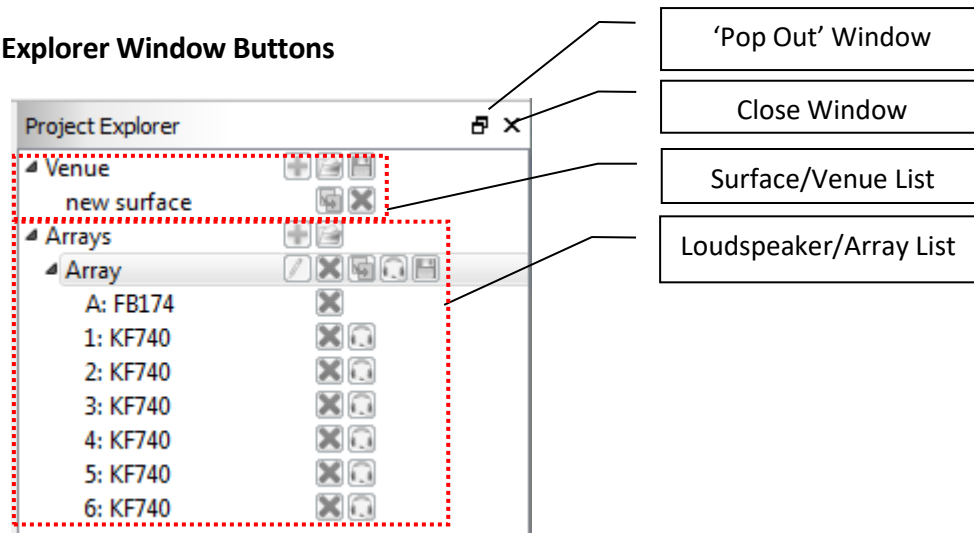 Explorer Window Buttons
'Pop Out' Window
Close Window
Surface/Venue List
Loudspeaker/Array List
Project Explorer
Venue
new surface
Arrays
Array
A: FB174
1: KF740
2: KF740
3: KF740
4: KF740
5: KF740
6: KF740